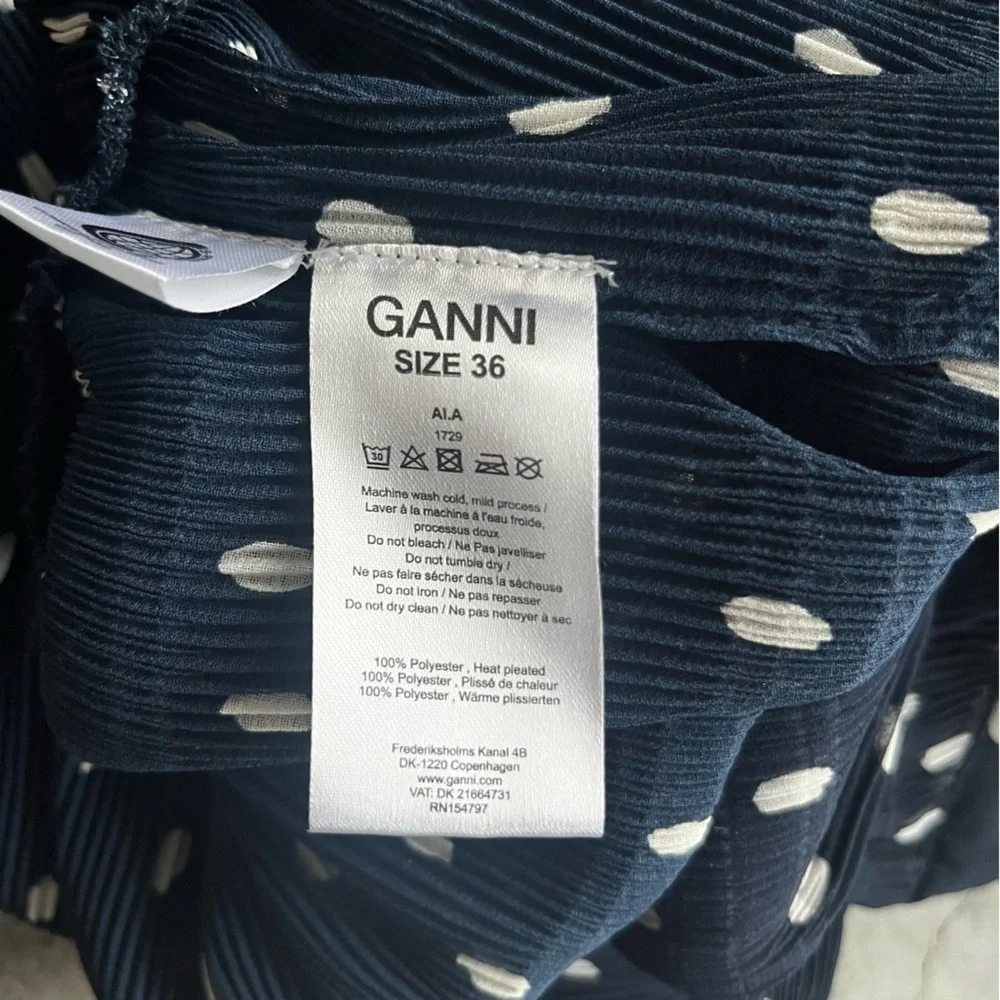 GANNI
SIZE 36
AI.A
1729
30
Machine wash cold, mild process /
Laver à la machine à l'eau froide,
processus doux
Do not bleach / Ne Pas javelliser
Do not tumble dry /
Ne pas faire sécher dans la sécheuse
Do not iron / Ne pas repasser
Do not dry clean / Ne pas nettoyer à sec
100% Polyester , Heat pleated
100% Polyester , Plissé de chaleur
100% Polyester , Wärme plissierten
Frederiksholms Kanal 4B
DK-1220 Copenhagen
www.ganni.com
VAT: DK 21664731
RN154797